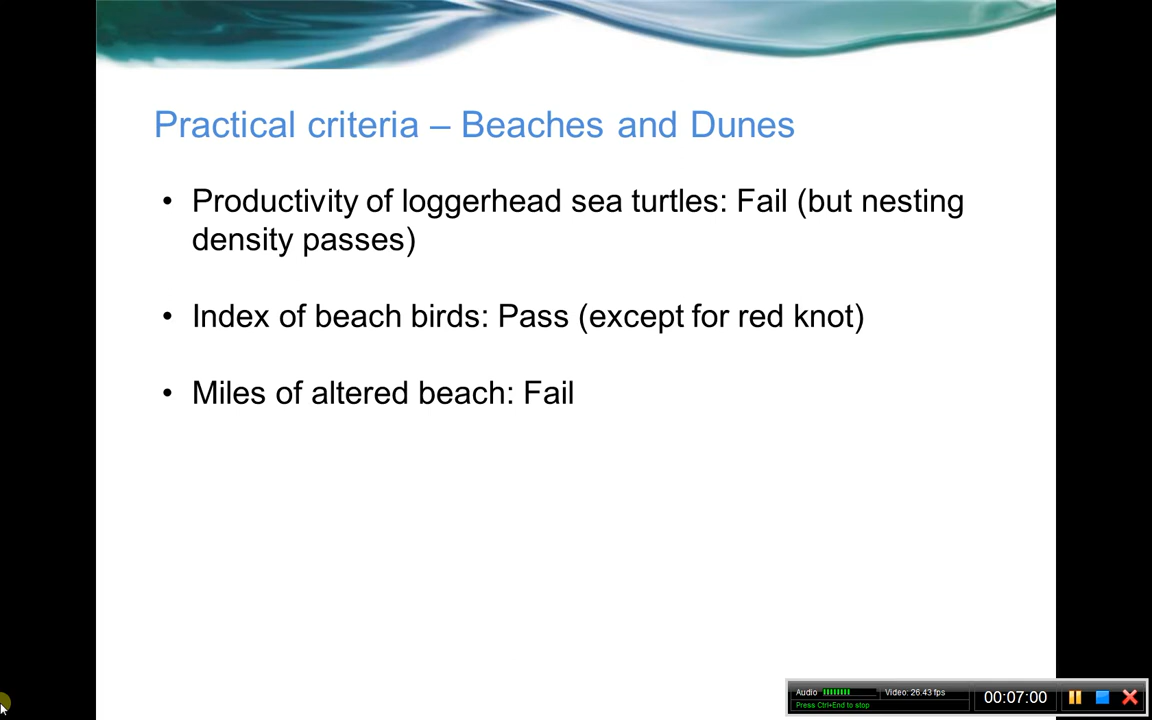 Practical criteria – Beaches and Dunes
• Productivity of loggerhead sea turtles: Fail (but nesting
density passes)
• Index of beach birds: Pass (except for red knot)
• Miles of altered beach: Fail
Audio
Video: 26.43 fps
Press Ctrl+End to stop
00:07:00